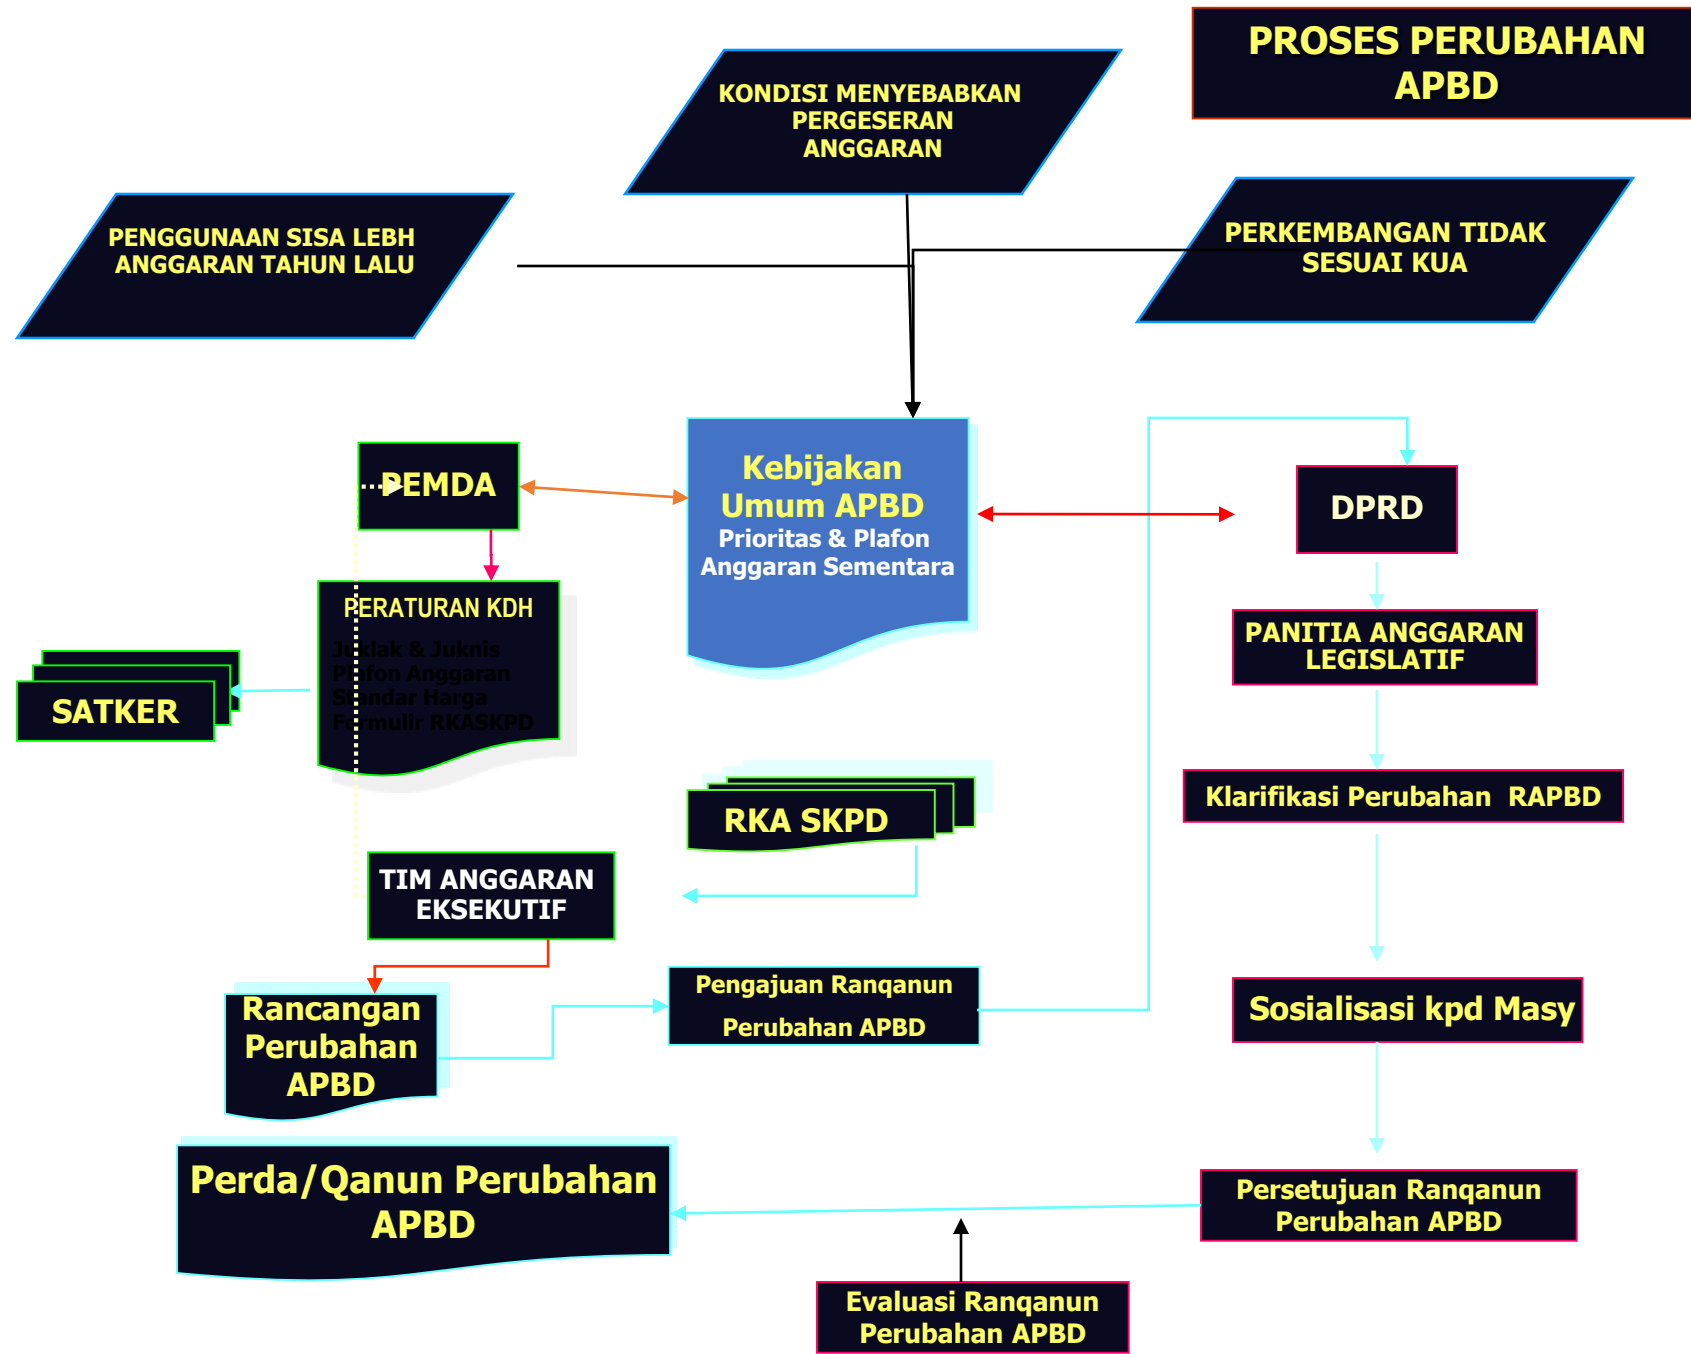 PROSES PERUBAHAN
APBD
KONDISI MENYEBABKAN
PERGESERAN
ANGGARAN
PENGGUNAAN SISA LEBH
ANGGARAN TAHUN LALU
PERKEMBANGAN TIDAK
SESUAI KUA
PEMDA
Kebijakan
Umum APBD
Prioritas & Plafon
Anggaran Sementara
DPRD
PERATURAN KDH
Juklak & Juknis
Plafon Anggaran
Standar Harga
Formulir RKASKPD
SATKER
PANITIA ANGGARAN
LEGISLATIF
Klarifikasi Perubahan RAPBD
RKA SKPD
TIM ANGGARAN
EKSEKUTIF
Rancangan
Perubahan
APBD
Pengajuan Ranqanun
Perubahan APBD
Sosialisasi kpd Masy
Perda/Qanun Perubahan
APBD
Persetujuan Ranqanun
Perubahan APBD
Evaluasi Ranqanun
Perubahan APBD